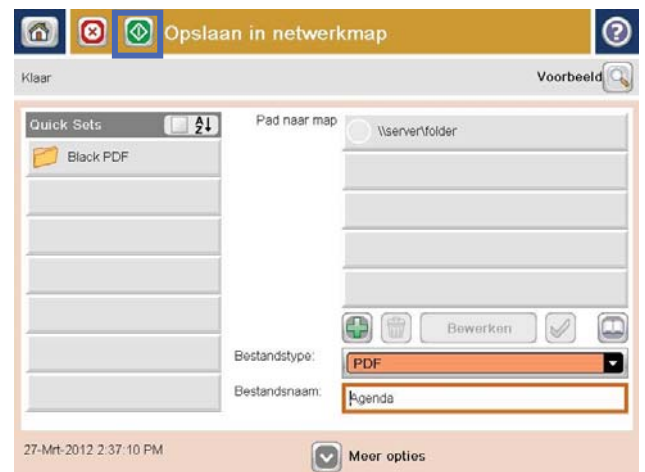 Opslaan in netwerkmap
Klaar
Voorbeeld
Quick Sets
Black PDF
Pad naar map
\\server\folder
Bewerken
Bestandstype:
PDF
Bestandsnaam:
Agenda
27-Mrt-2012 2:37:10 PM
Meer opties